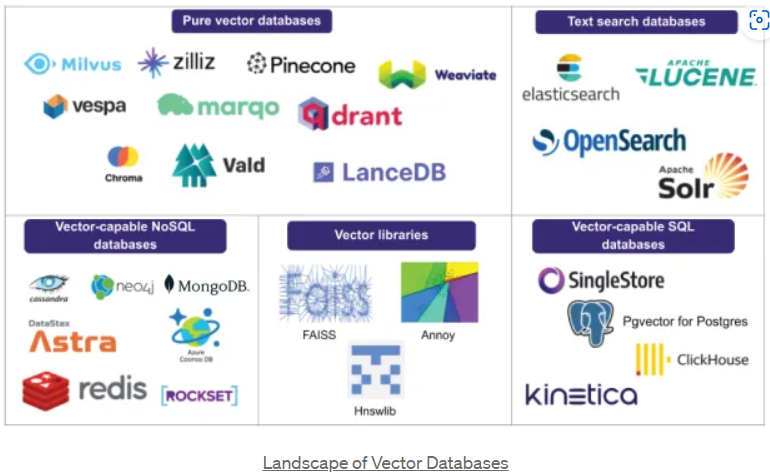 Pure vector databases
Milvus
zilliz
Pinecone
Weaviate
vespa
marqo
qdrant
Chroma
Vald
LanceDB
Text search databases
elasticsearch
APACHE
LUCENE
OpenSearch
Apache
Solr
Vector-capable NoSQL
databases
cassandra
neo4j
MongoDB.
DataStax
Astra
Azure
Cosmos DB
redis
ROCKSET
Vector libraries
Faiss
FAISS
Annoy
Hnswlib
Vector-capable SQL
databases
SingleStore
Pgvector for Postgres
ClickHouse
kinetica
Landscape of Vector Databases